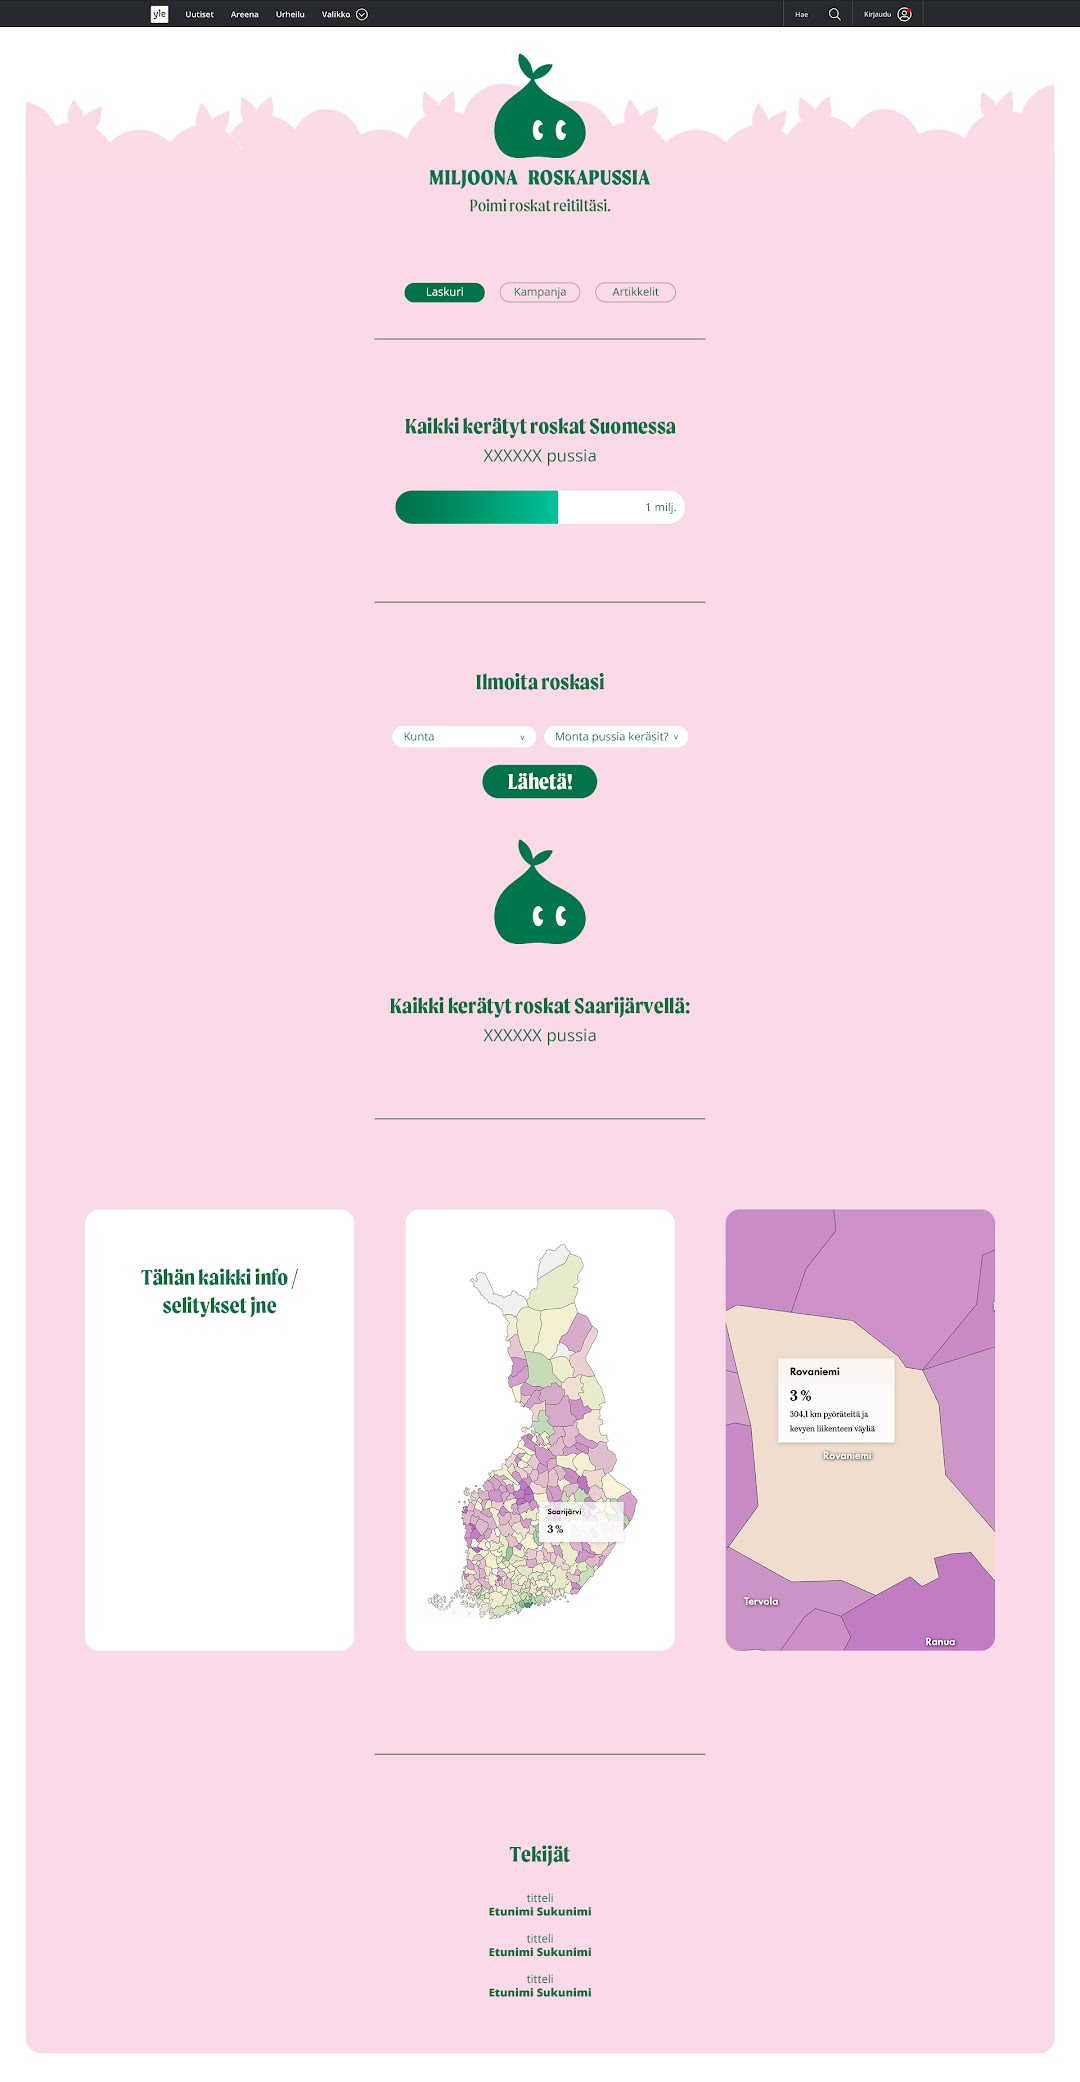 yle Uutiset Areena Urheilu Valikko Hae Kirjaudu
MILJOONA ROSKAPUSSIA
Poimi roskat reitiltäsi.
Laskuri Kampanja Artikkelit
Kaikki kerätyt roskat Suomessa
XXXXXX pussia
1 milj.
Ilmoita roskasi
Kunta v Monta pussia keräsit? v
Lähetä!
Kaikki kerätyt roskat Saarijärvellä:
XXXXXX pussia
Tähän kaikki info /
selitykset jne
Saarijärvi
3 %
Rovaniemi
3 %
304,1 km pyöräteitä ja
kevyen liikenteen väyliä
Rovaniemi
Tervola
Ranua
Tekijät
titteli
Etunimi Sukunimi
titteli
Etunimi Sukunimi
titteli
Etunimi Sukunimi